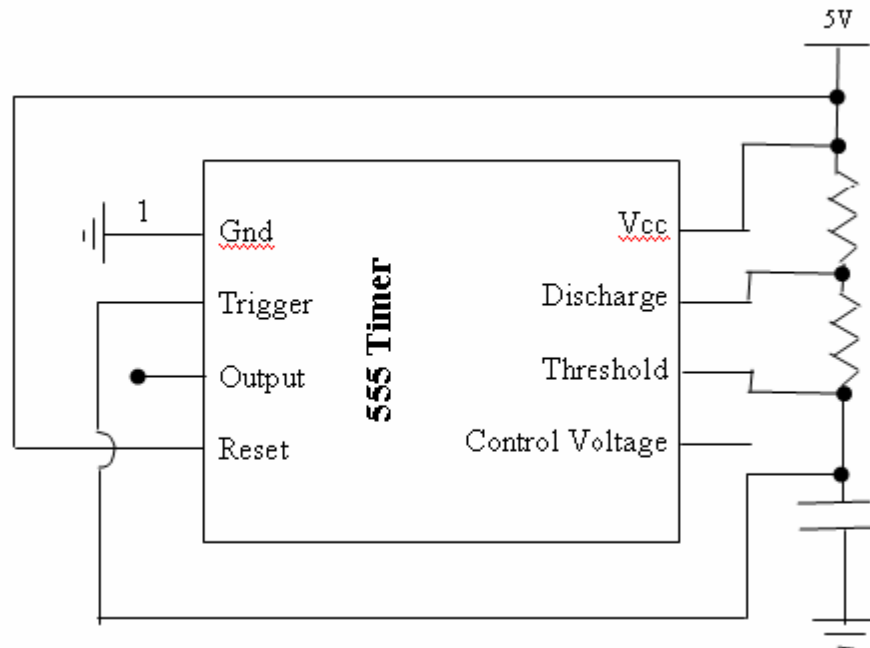 5V
1
Gnd
Trigger
Output
Reset
555 Timer
Vcc
Discharge
Threshold
Control Voltage